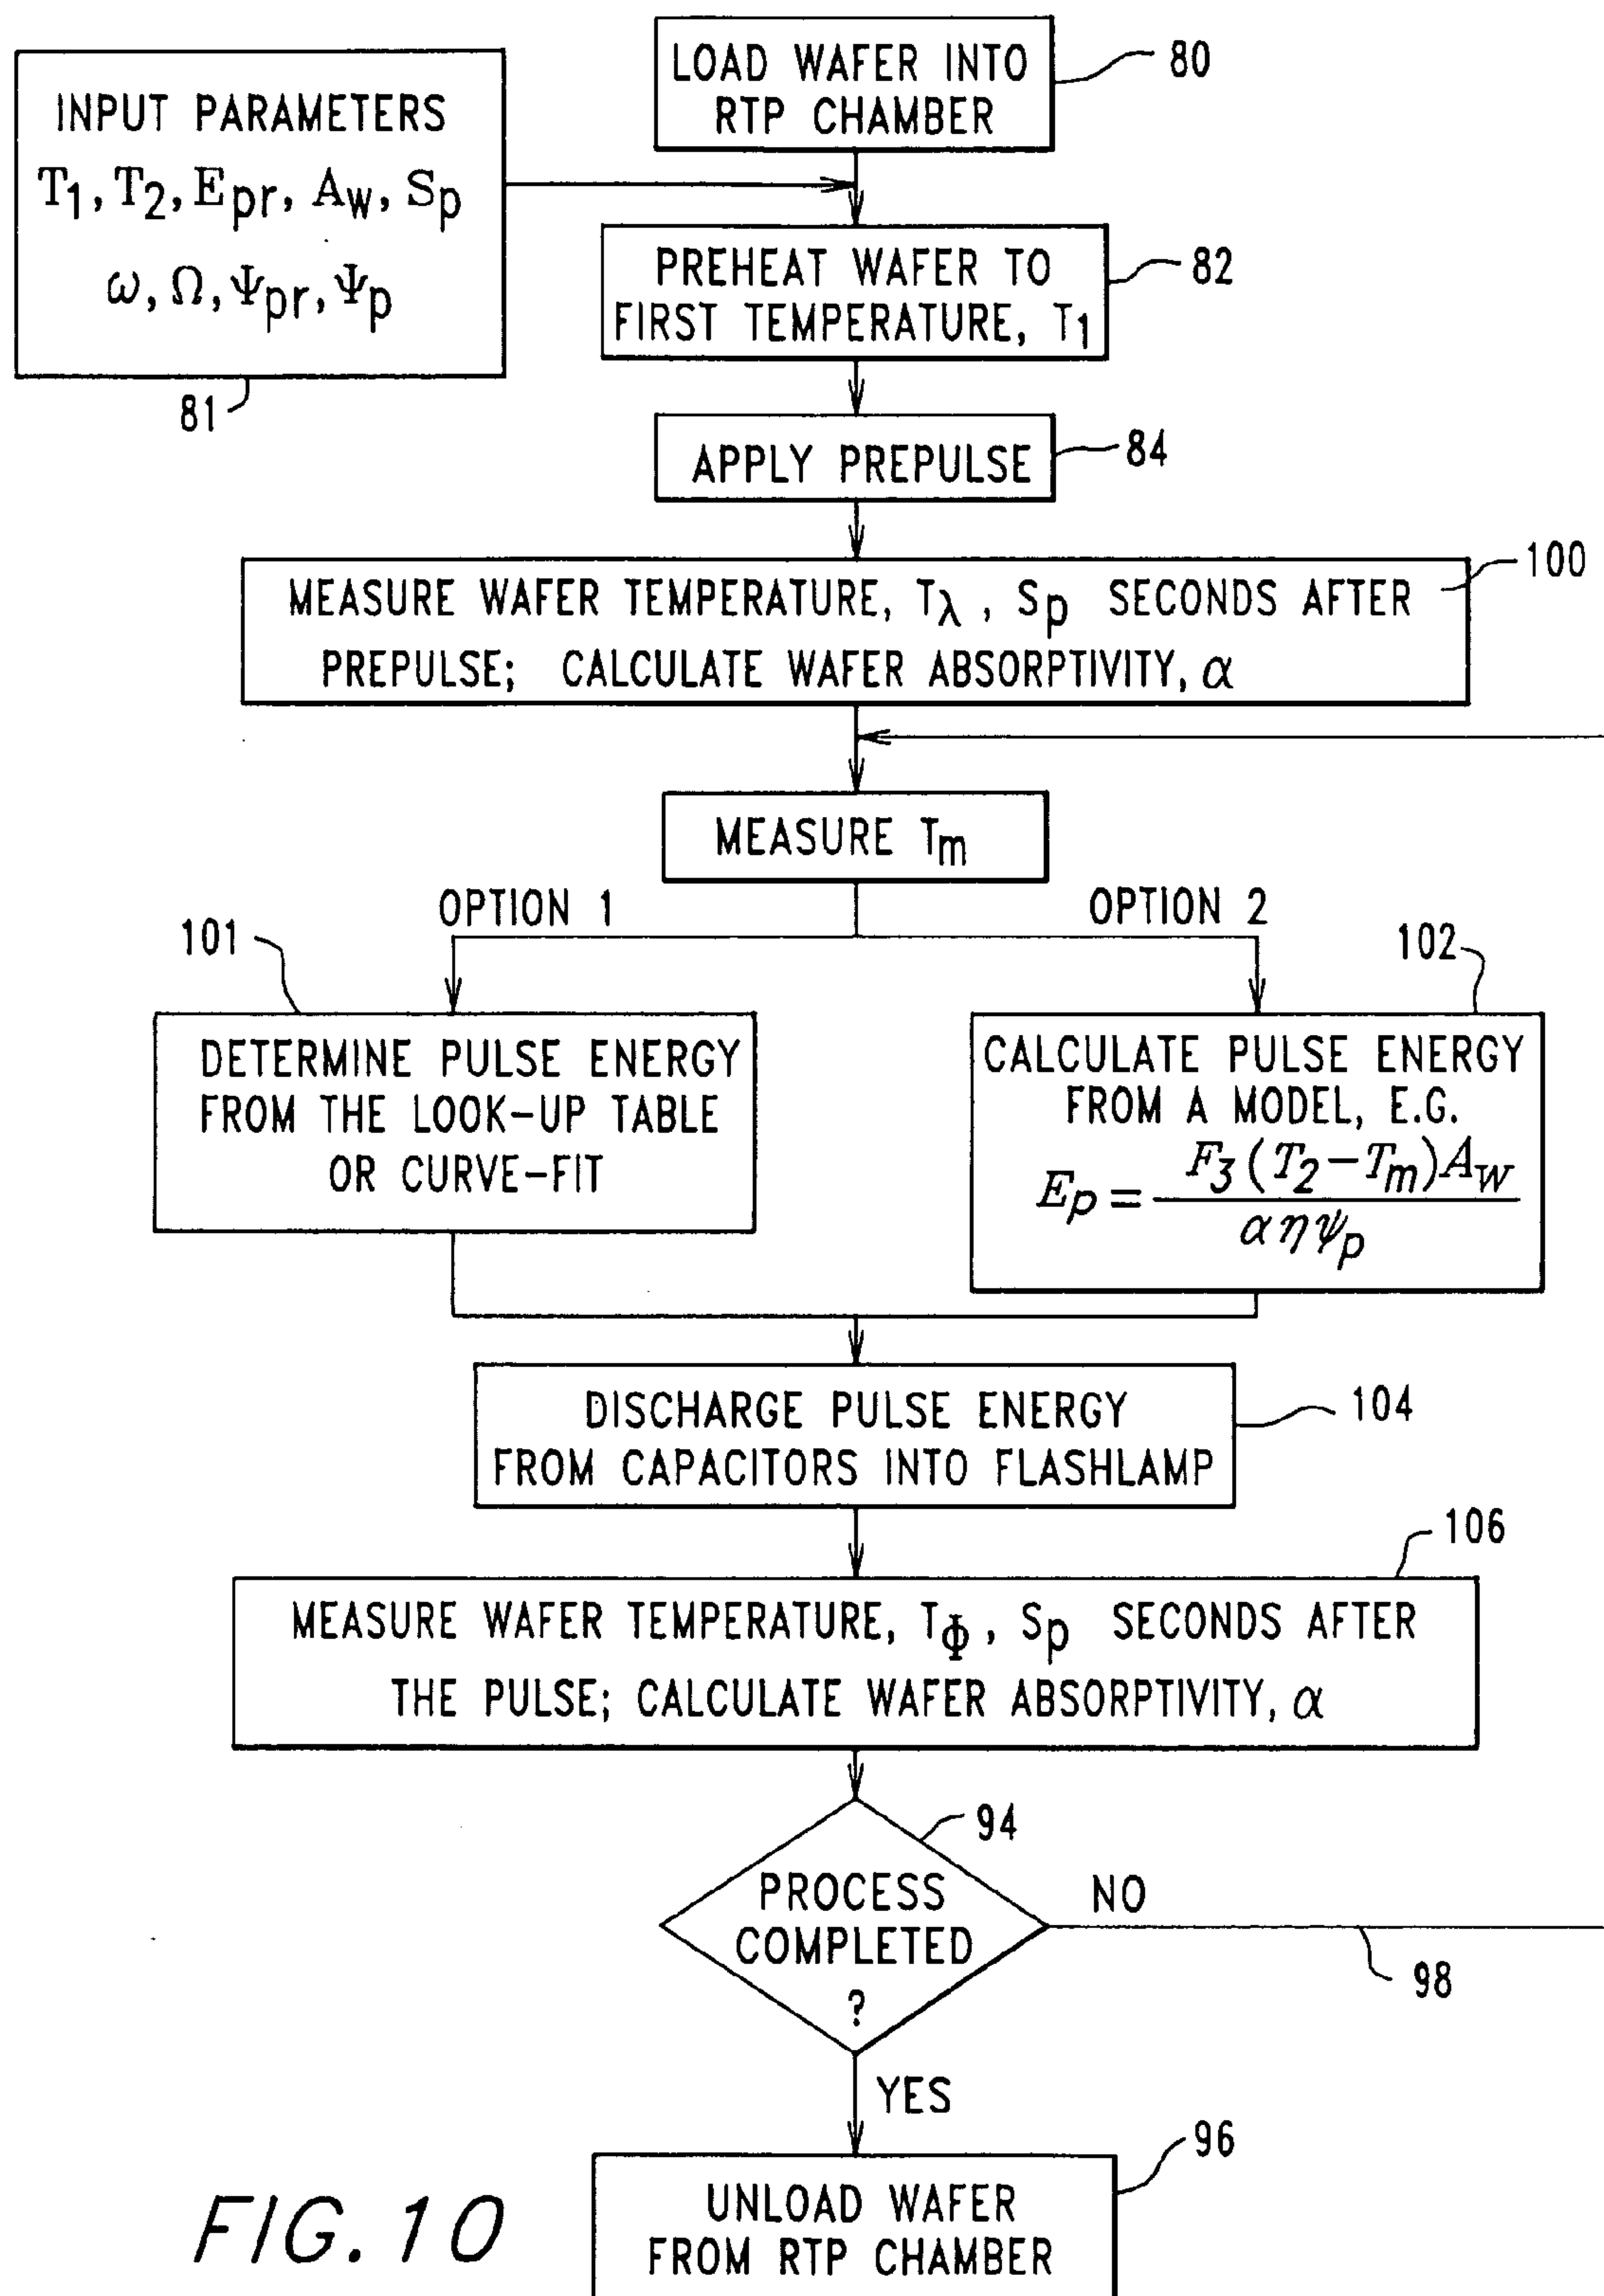 LOAD WAFER INTO
RTP CHAMBER
80
INPUT PARAMETERS
T1, T2, Epr, Aw, Sp
ω, Ω, Ψpr, Ψp
81
PREHEAT WAFER TO
FIRST TEMPERATURE, T1
82
APPLY PREPULSE
84
MEASURE WAFER TEMPERATURE, Tλ, Sp SECONDS AFTER
PREPULSE; CALCULATE WAFER ABSORPTIVITY, α
100
MEASURE Tm
OPTION 1
OPTION 2
101
DETERMINE PULSE ENERGY
FROM THE LOOK-UP TABLE
OR CURVE-FIT
102
CALCULATE PULSE ENERGY
FROM A MODEL, E.G.
Ep = F3(T2-Tm)Aw
αηψp
DISCHARGE PULSE ENERGY
FROM CAPACITORS INTO FLASHLAMP
104
106
MEASURE WAFER TEMPERATURE, TΦ, Sp SECONDS AFTER
THE PULSE; CALCULATE WAFER ABSORPTIVITY, α
94
PROCESS
COMPLETED
?
NO
98
YES
96
UNLOAD WAFER
FROM RTP CHAMBER
FIG. 10